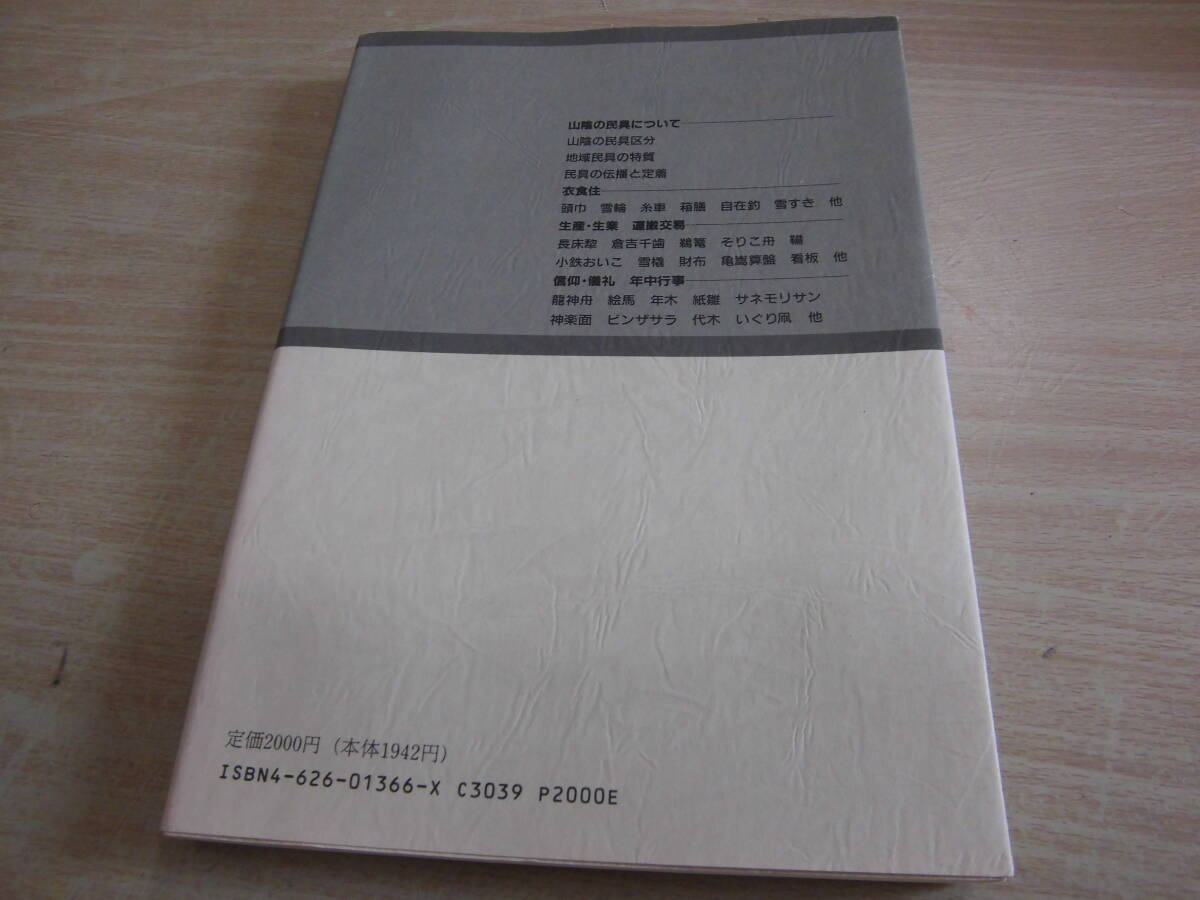 山陰の民具について
山陰の民具区分
地域民具の特質
民具の伝播と定着
衣食住
頭巾 雪輪 糸車 箱膳 自在鈎 雪すき 他
生産・生業 運搬交易
長床犂 倉吉千歯 鵜篭 そりこ舟 鞴
小鉄おいこ 雪橇 財布 亀嵩算盤 看板 他
信仰・儀礼 年中行事
龍神舟 絵馬 年木 紙雛 サネモリサン
神楽面 ビンザサラ 代木 いぐり凧 他
定価2000円（本体1942円）
ISBN4-626-01366-X C3039 P2000E